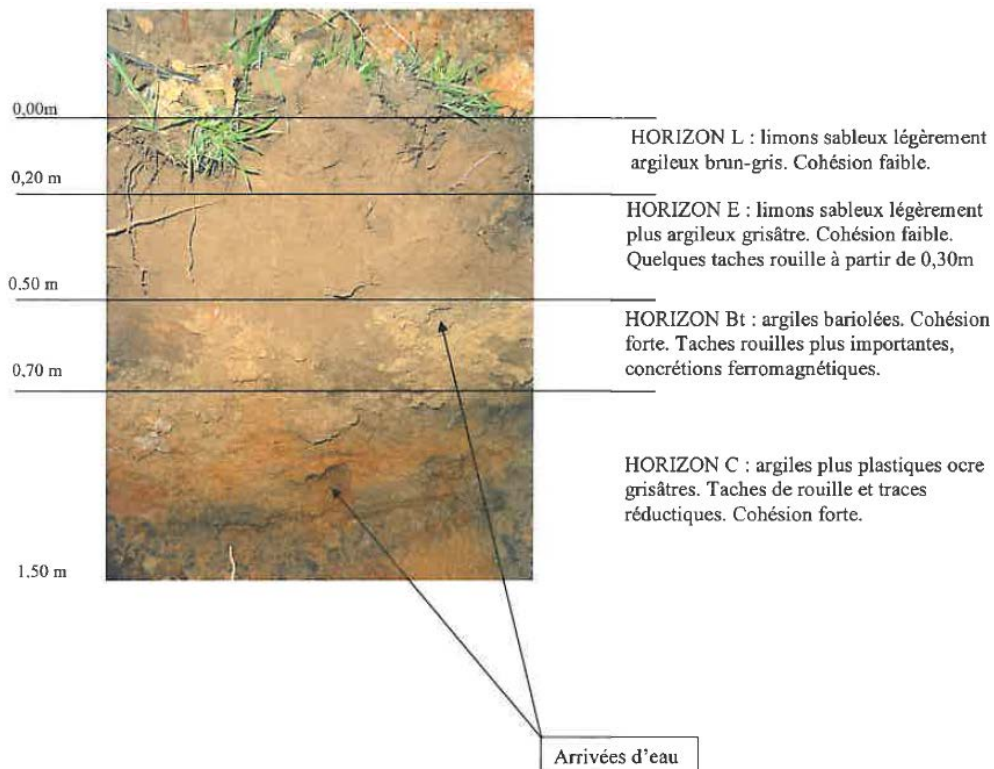 0,00m
HORIZON L : limons sableux légèrement
argileux brun-gris. Cohésion faible.
0,20 m
HORIZON E : limons sableux légèrement
plus argileux grisâtre. Cohésion faible.
Quelques taches rouille à partir de 0,30m
0.50 m
HORIZON Bt : argiles bariolées. Cohésion
forte. Taches rouilles plus importantes,
concrétions ferromagnétiques.
0,70 m
HORIZON C : argiles plus plastiques ocre
grisâtres. Taches de rouille et traces
réductiques. Cohésion forte.
1,50 m
Arrivées d'eau